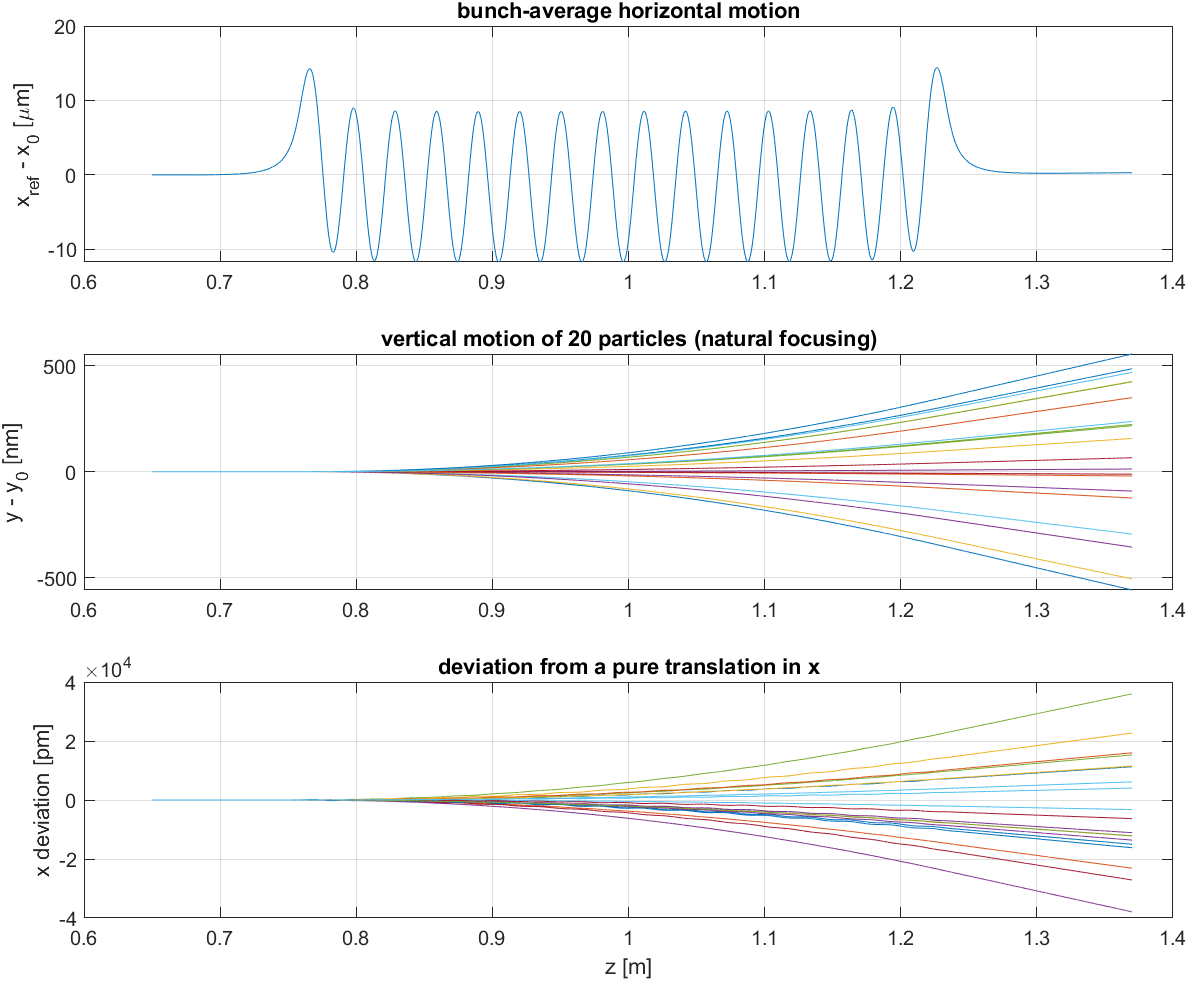 bunch-average horizontal motion
20
10
0
-10
x_ref - x_0 [μm]
0.6 0.7 0.8 0.9 1 1.1 1.2 1.3 1.4
vertical motion of 20 particles (natural focusing)
500
0
-500
y - y_0 [nm]
0.6 0.7 0.8 0.9 1 1.1 1.2 1.3 1.4
deviation from a pure translation in x
×10^4
4
2
0
-2
-4
x deviation [pm]
0.6 0.7 0.8 0.9 1 1.1 1.2 1.3 1.4
z [m]